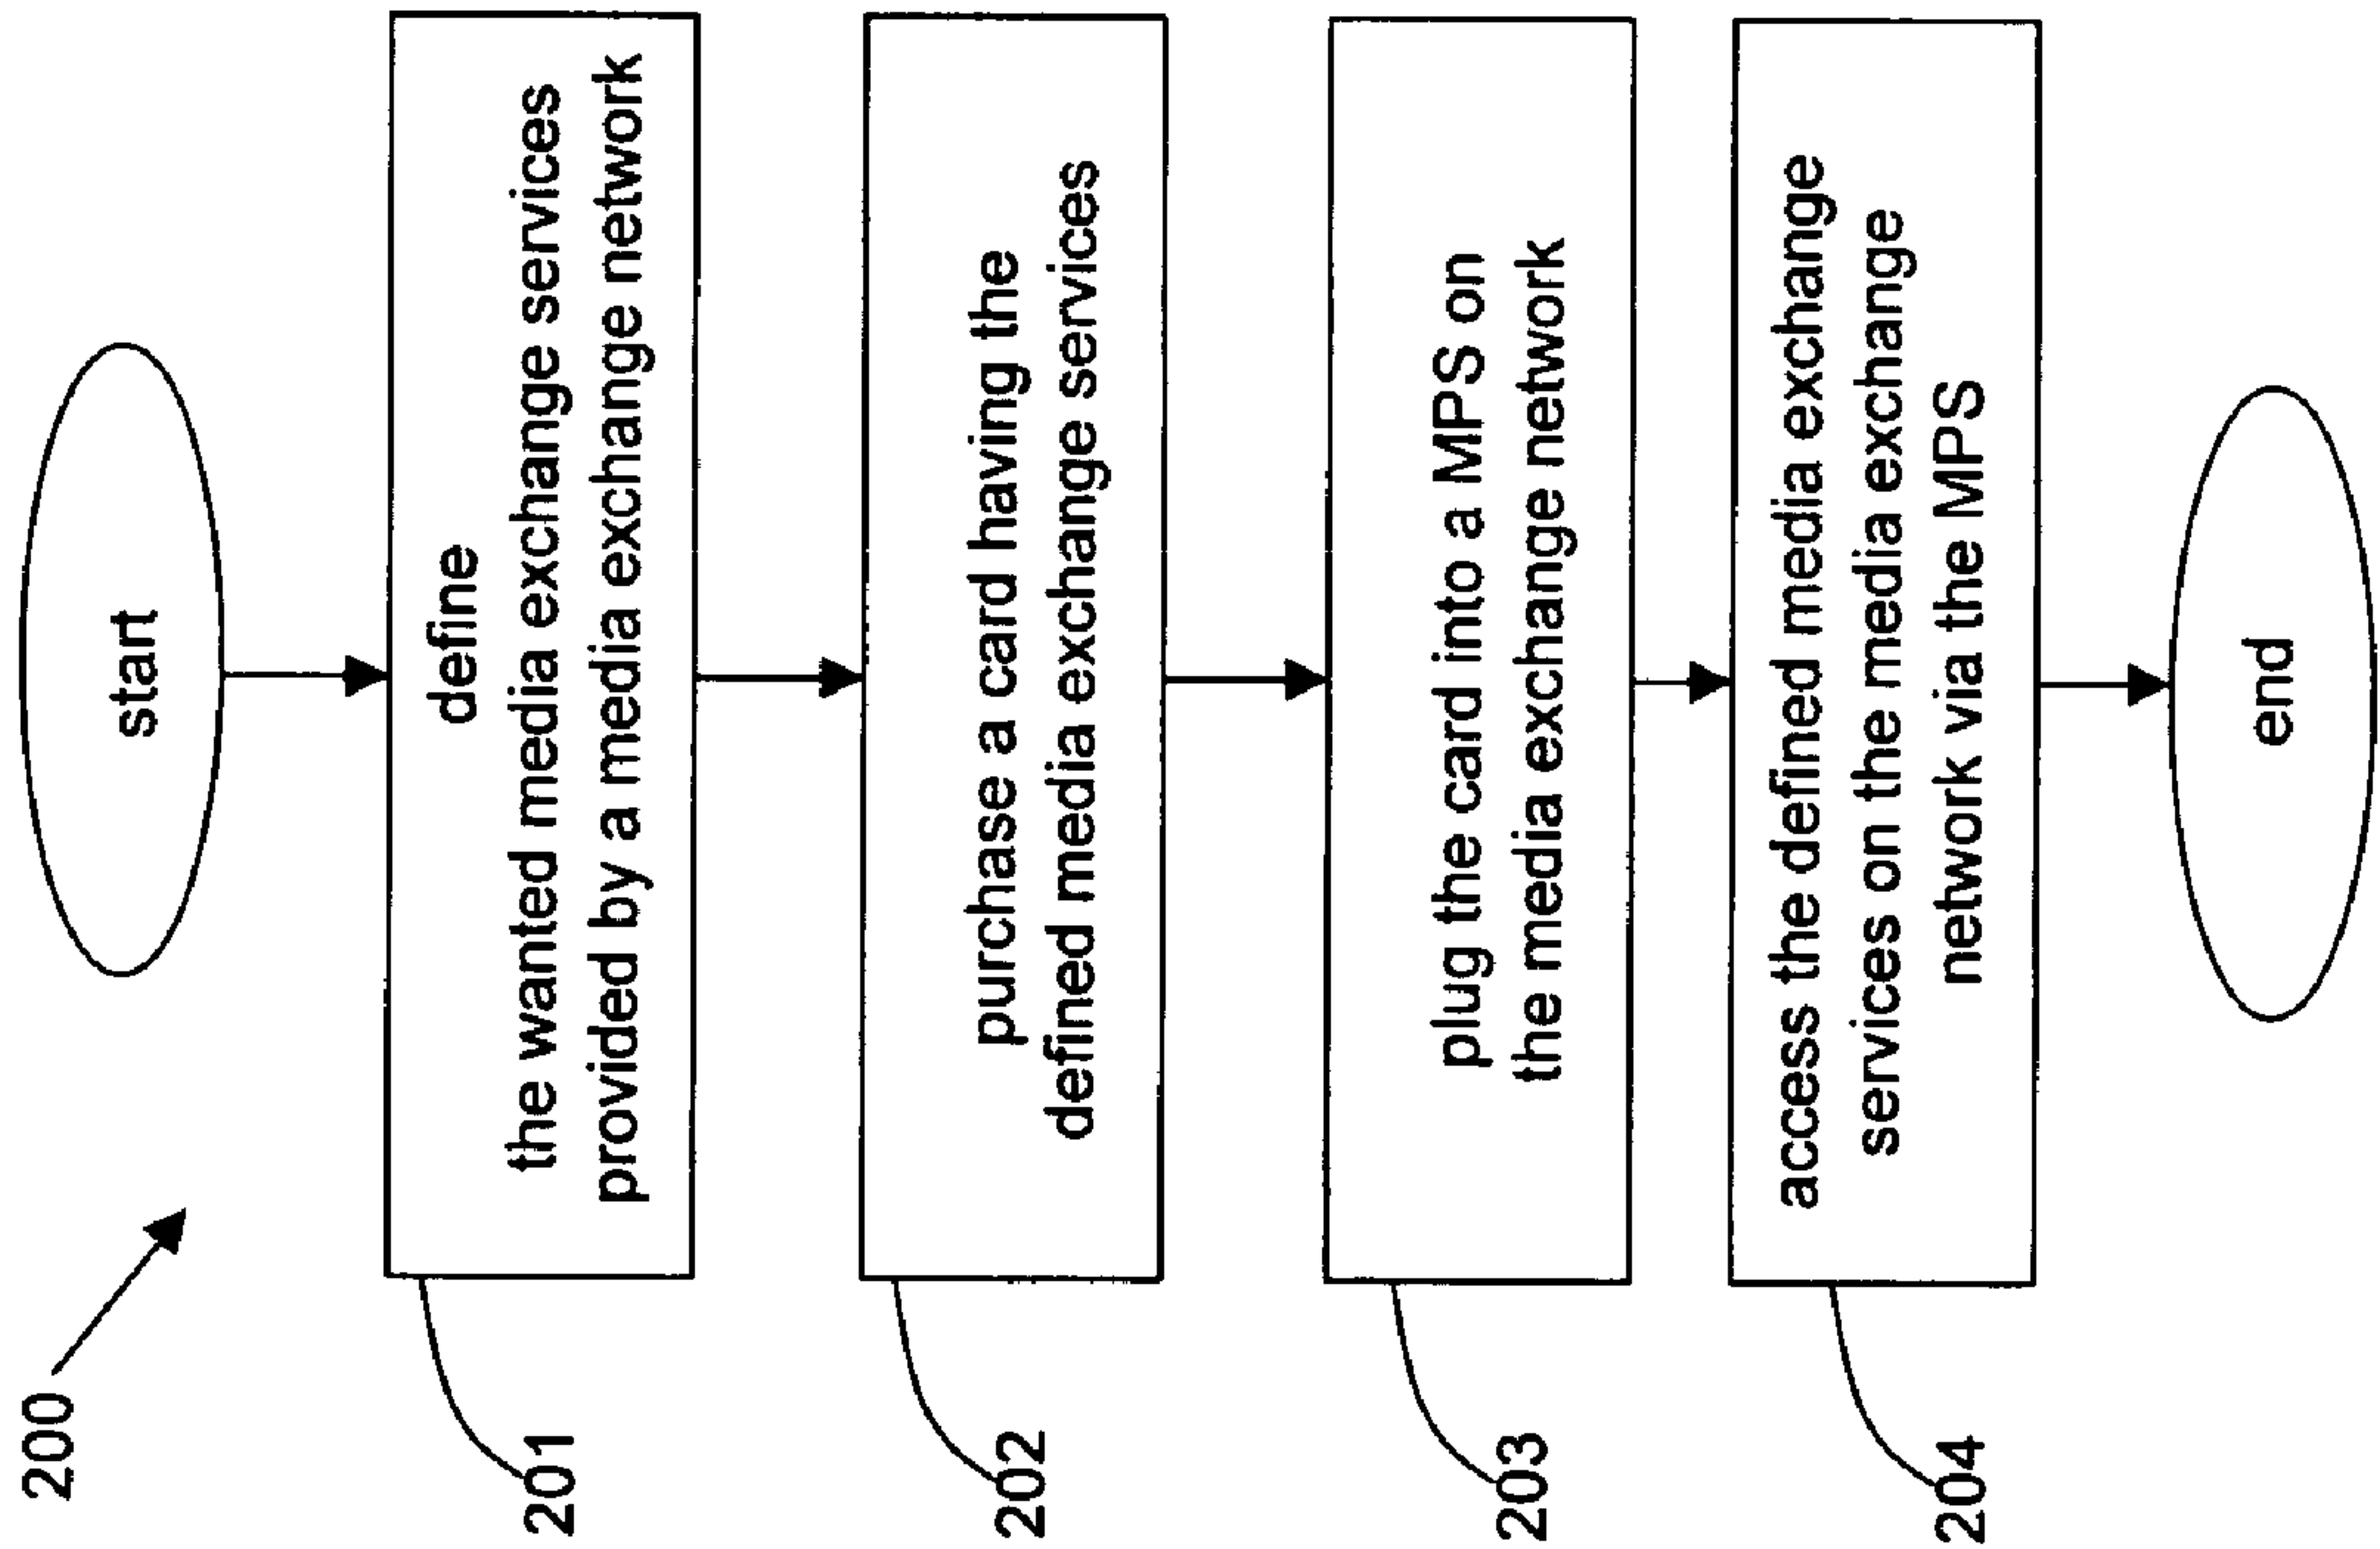 200
start
201
define
the wanted media exchange services
provided by a media exchange network
202
purchase a card having the
defined media exchange services
203
plug the card into a MPS on
the media exchange network
204
access the defined media exchange
services on the media exchange
network via the MPS
end